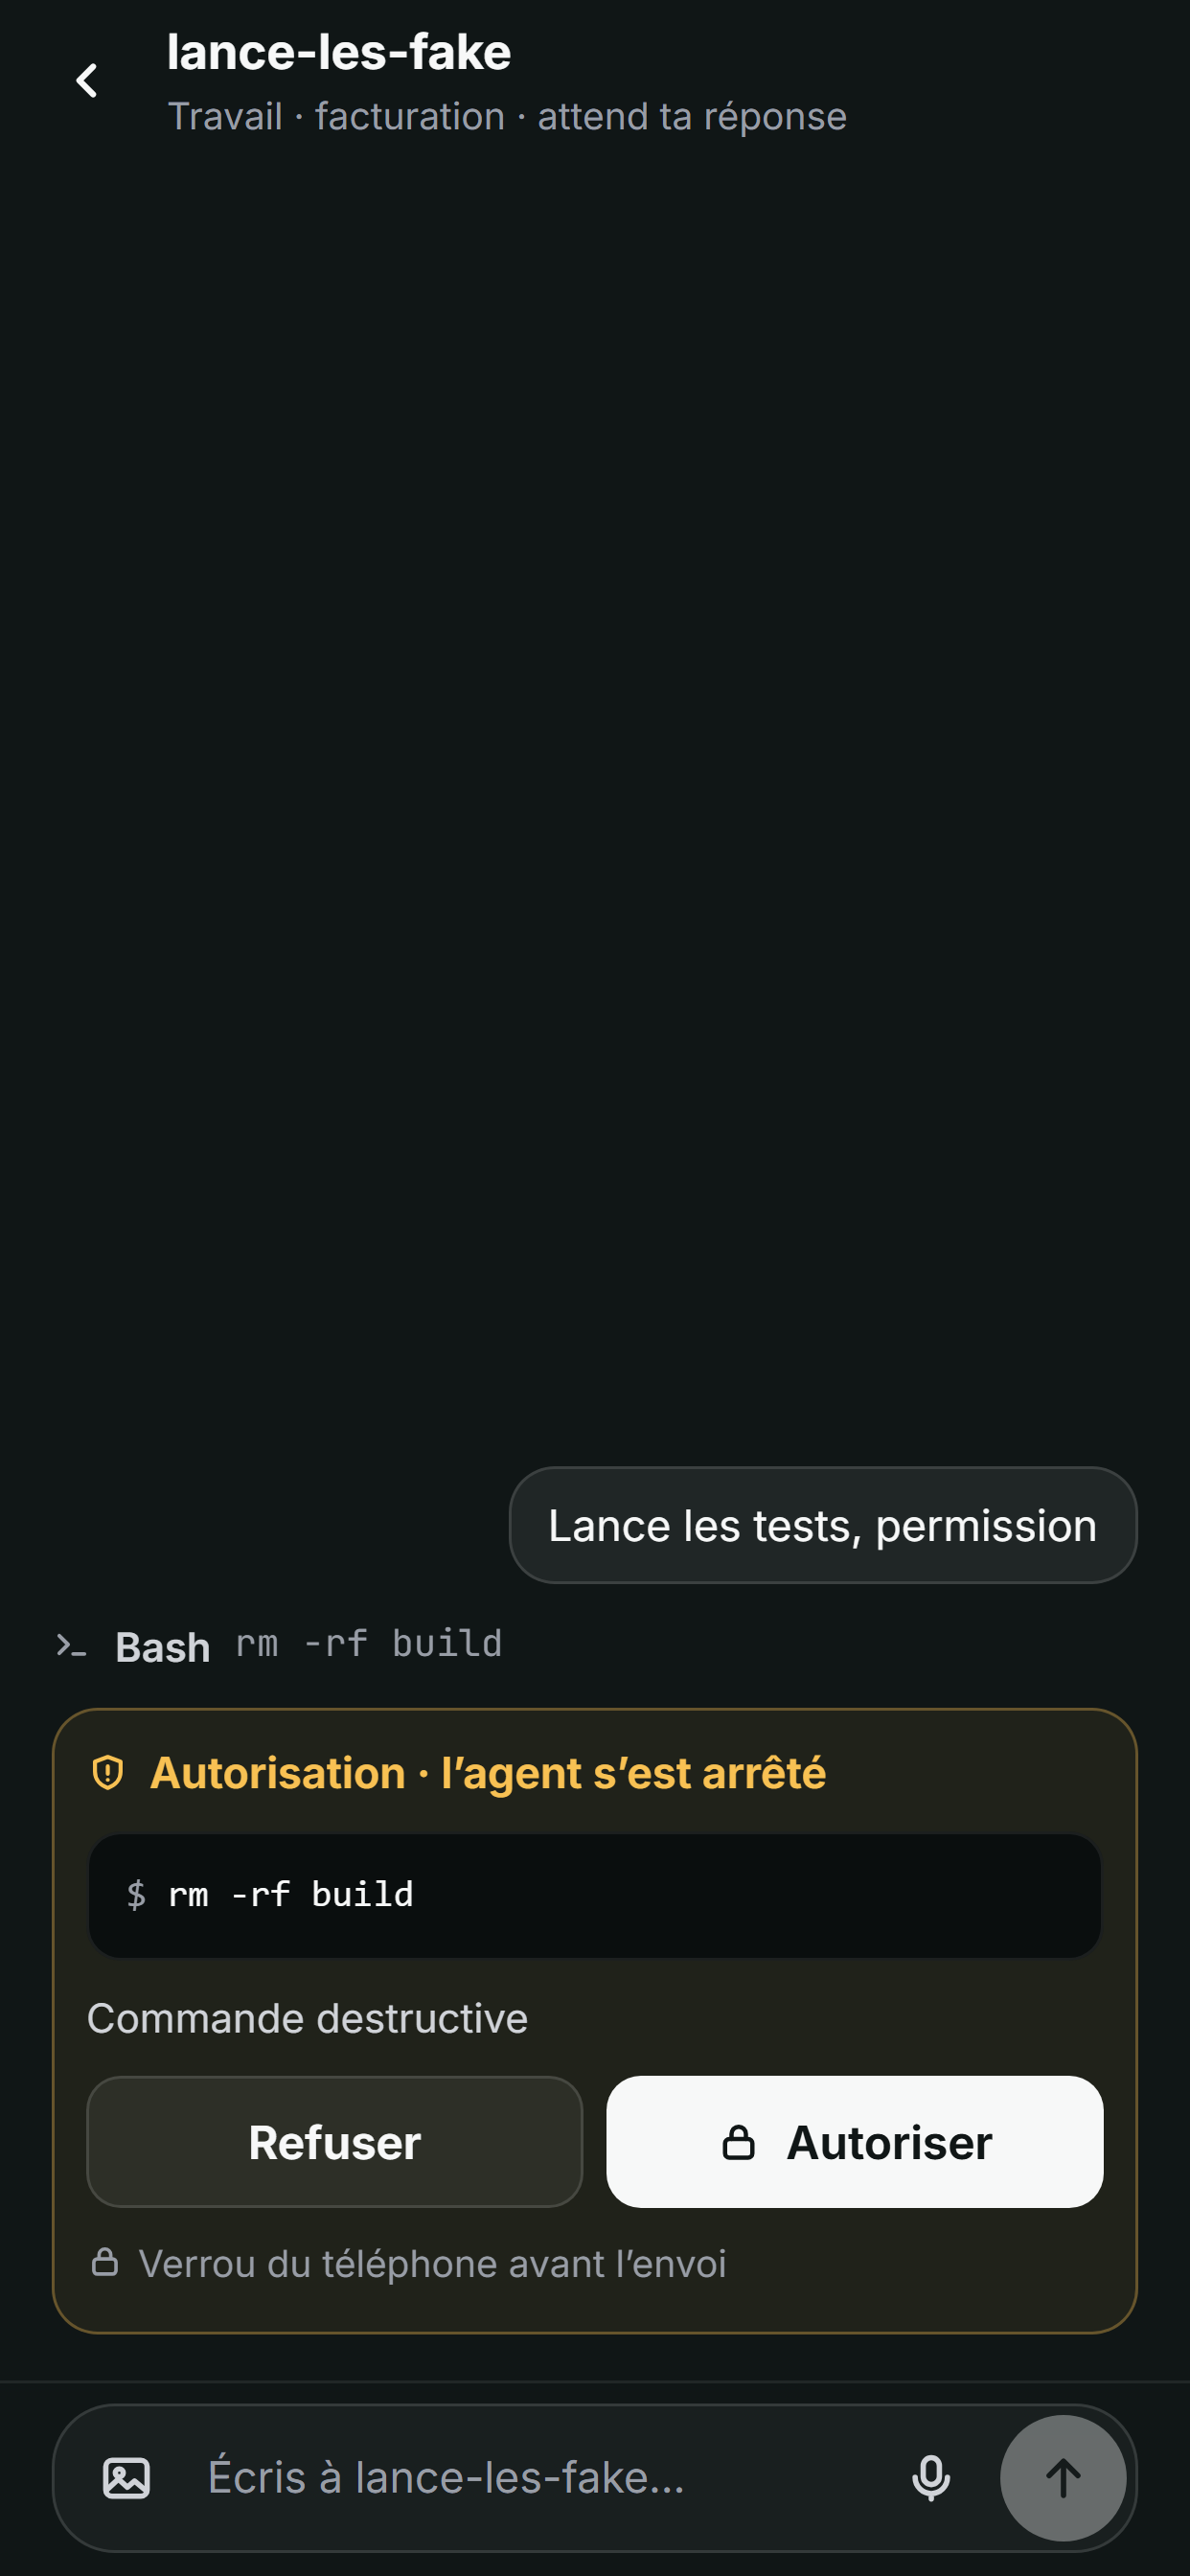 lance-les-fake
Travail · facturation · attend ta réponse
Lance les tests, permission
Bash rm -rf build
Autorisation · l’agent s’est arrêté
$ rm -rf build
Commande destructive
Refuser
Autoriser
Verrou du téléphone avant l’envoi
Écris à lance-les-fake…